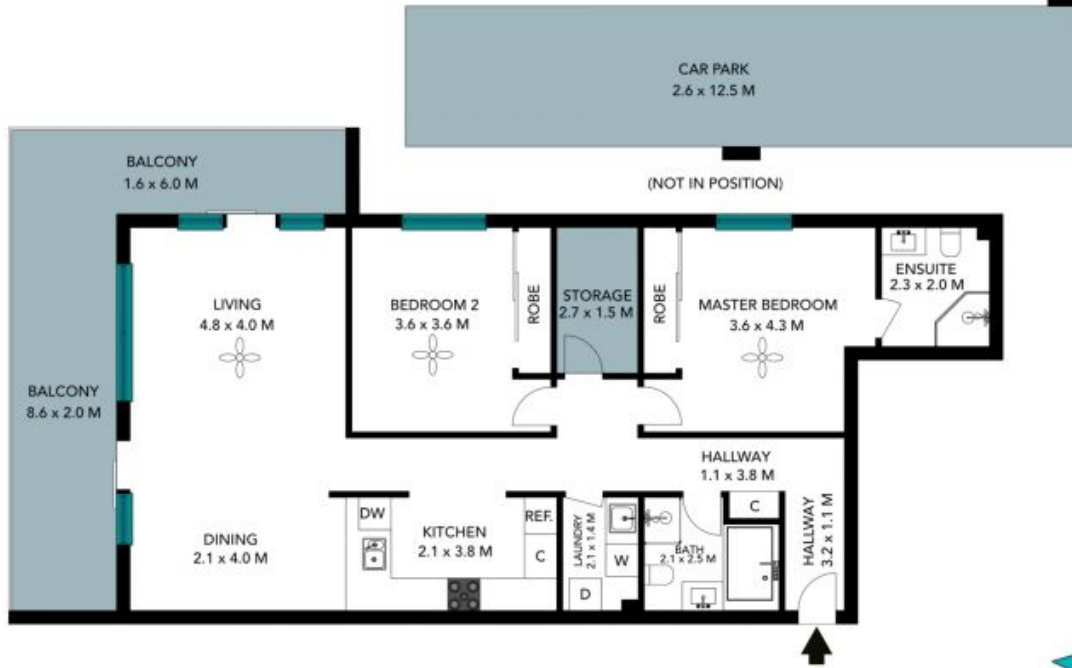 CAR PARK
2.6 x 12.5 M
(NOT IN POSITION)
BALCONY
1.6 x 6.0 M
LIVING
4.8 x 4.0 M
BEDROOM 2
3.6 x 3.6 M
ROBE
STORAGE
2.7 x 1.5 M
ROBE
MASTER BEDROOM
3.6 x 4.3 M
ENSUITE
2.3 x 2.0 M
BALCONY
8.6 x 2.0 M
HALLWAY
1.1 x 3.8 M
DINING
2.1 x 4.0 M
DW
KITCHEN
2.1 x 3.8 M
REF.
C
LAUNDRY
2.1 x 1.4 M
W
D
BATH
2.1 x 2.5 M
C
HALLWAY
3.2 x 1.1 M